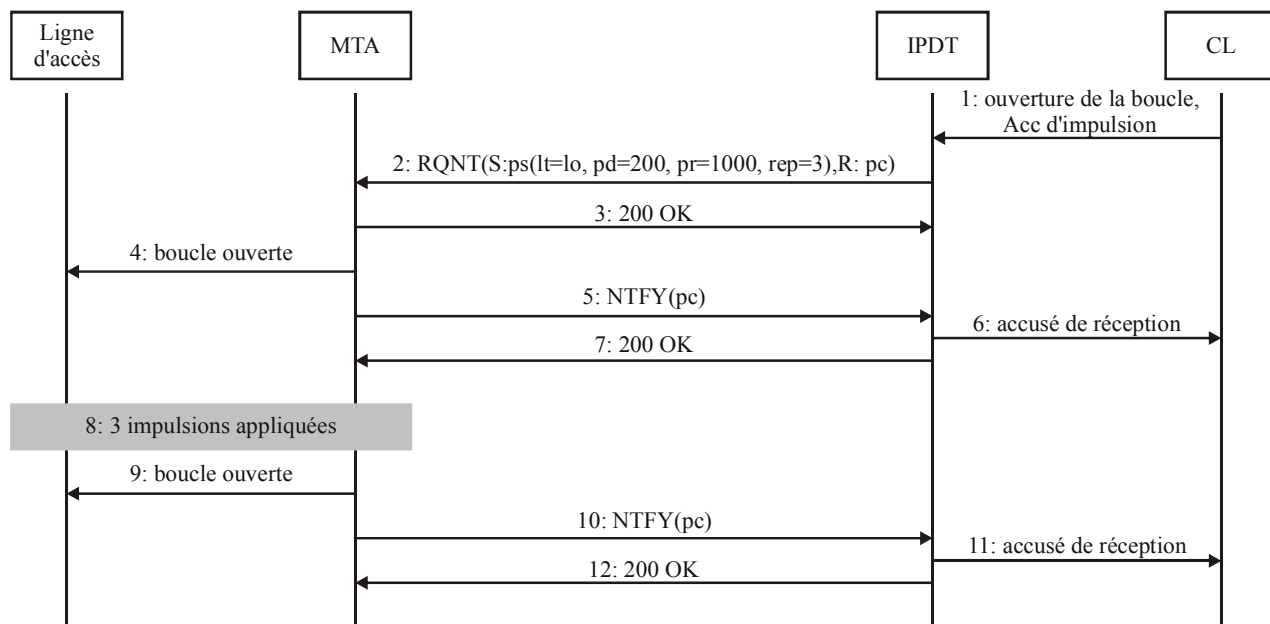 Ligne
d'accès
MTA
IPDT
CL
1: ouverture de la boucle,
Acc d'impulsion
2: RQNT(S:ps(lt=lo, pd=200, pr=1000, rep=3),R: pc)
3: 200 OK
4: boucle ouverte
5: NTFY(pc)
6: accusé de réception
7: 200 OK
8: 3 impulsions appliquées
9: boucle ouverte
10: NTFY(pc)
11: accusé de réception
12: 200 OK